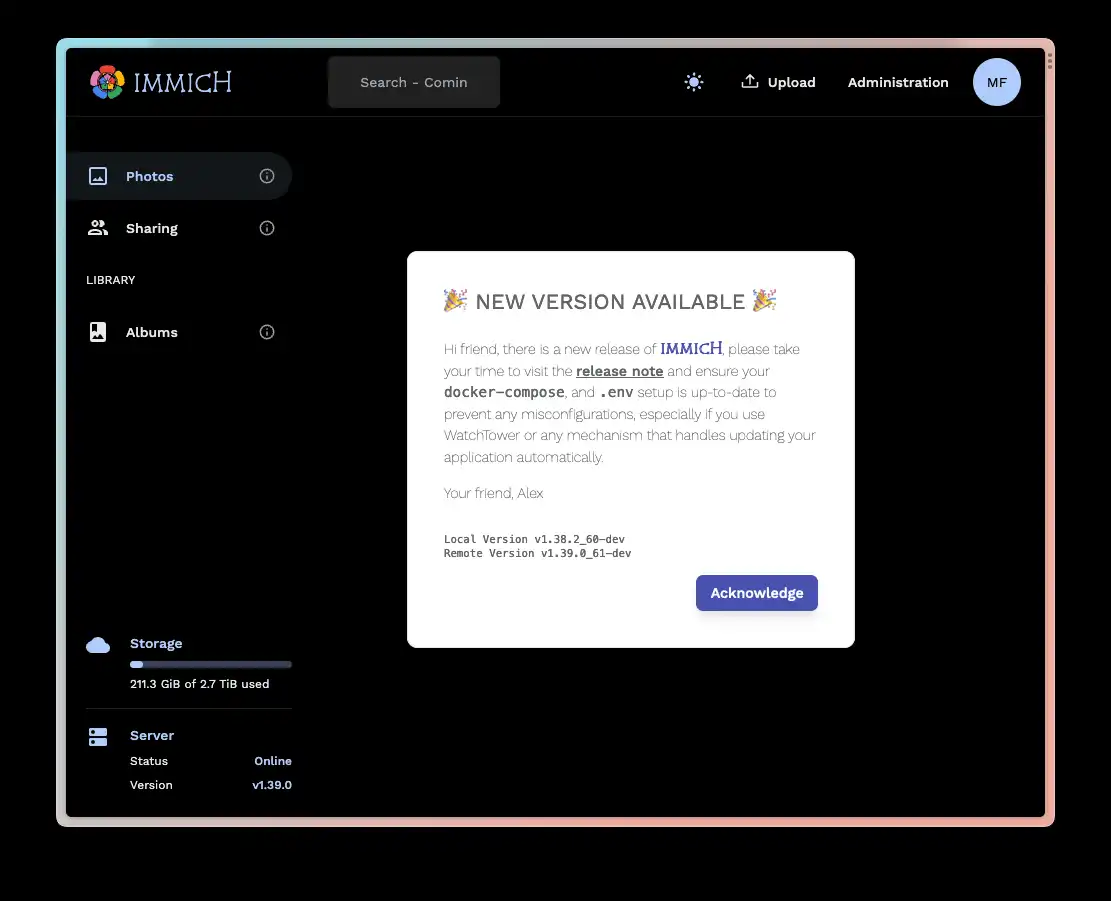 IMMICH
Search - Comin
Upload
Administration
MF
Photos
Sharing
LIBRARY
Albums
🎉 NEW VERSION AVAILABLE 🎉
Hi friend, there is a new release of IMMICH, please take
your time to visit the release note and ensure your
docker-compose, and .env setup is up-to-date to
prevent any misconfigurations, especially if you use
WatchTower or any mechanism that handles updating your
application automatically.
Your friend, Alex
Local Version v1.38.2_60-dev
Remote Version v1.39.0_61-dev
Acknowledge
Storage
211.3 GiB of 2.7 TiB used
Server
Status Online
Version v1.39.0